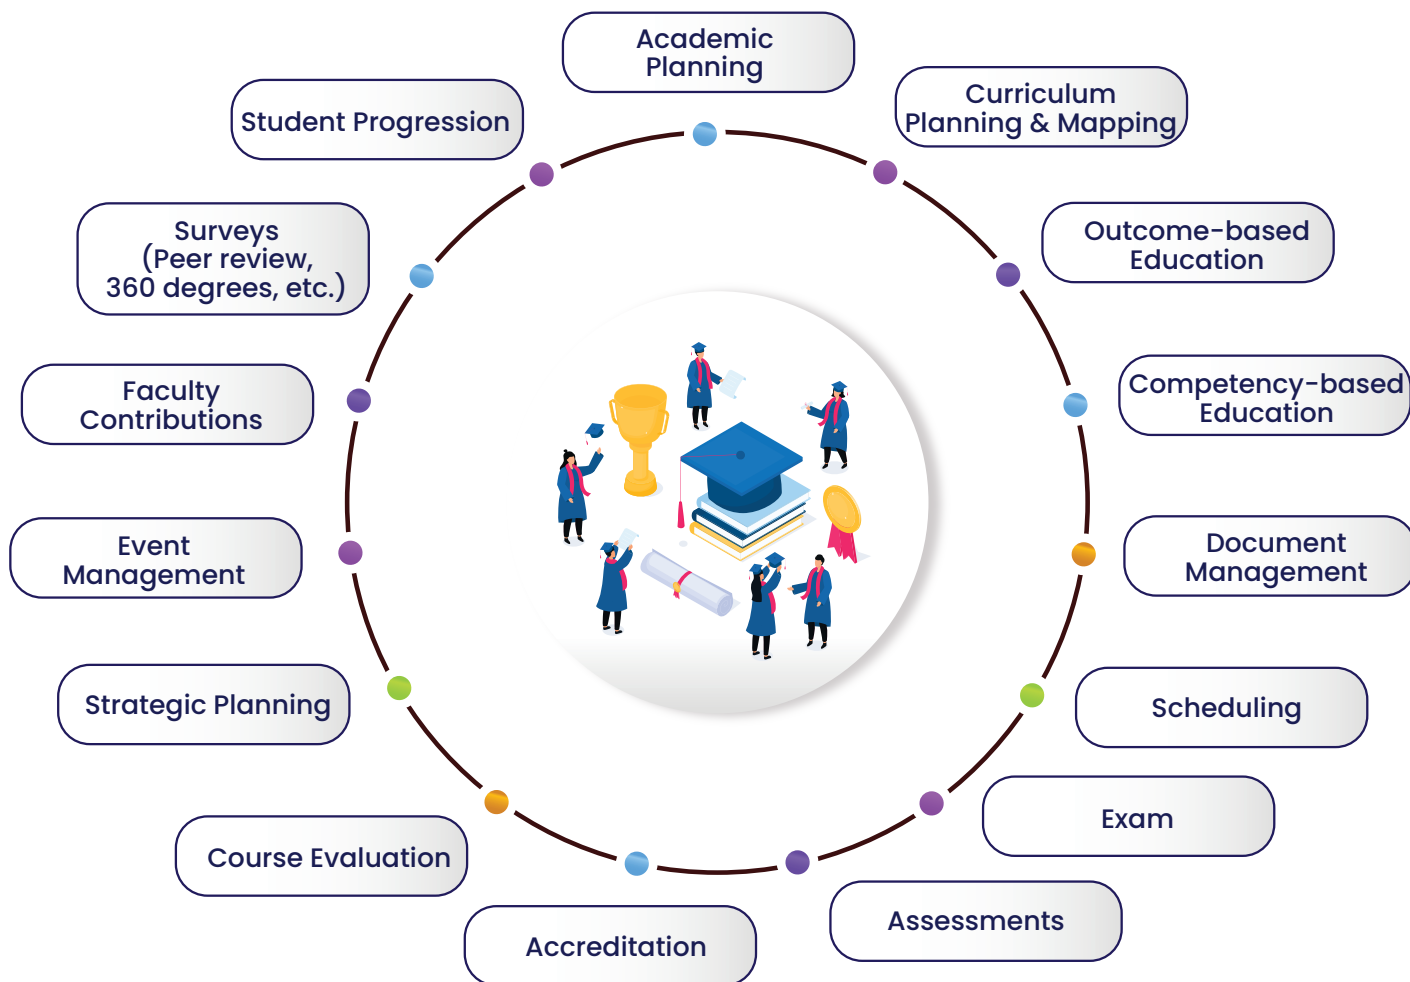 Academic
Planning
Curriculum
Planning & Mapping
Outcome-based
Education
Competency-based
Education
Document
Management
Scheduling
Exam
Assessments
Accreditation
Course Evaluation
Strategic Planning
Event
Management
Faculty
Contributions
Surveys
(Peer review,
360 degrees, etc.)
Student Progression